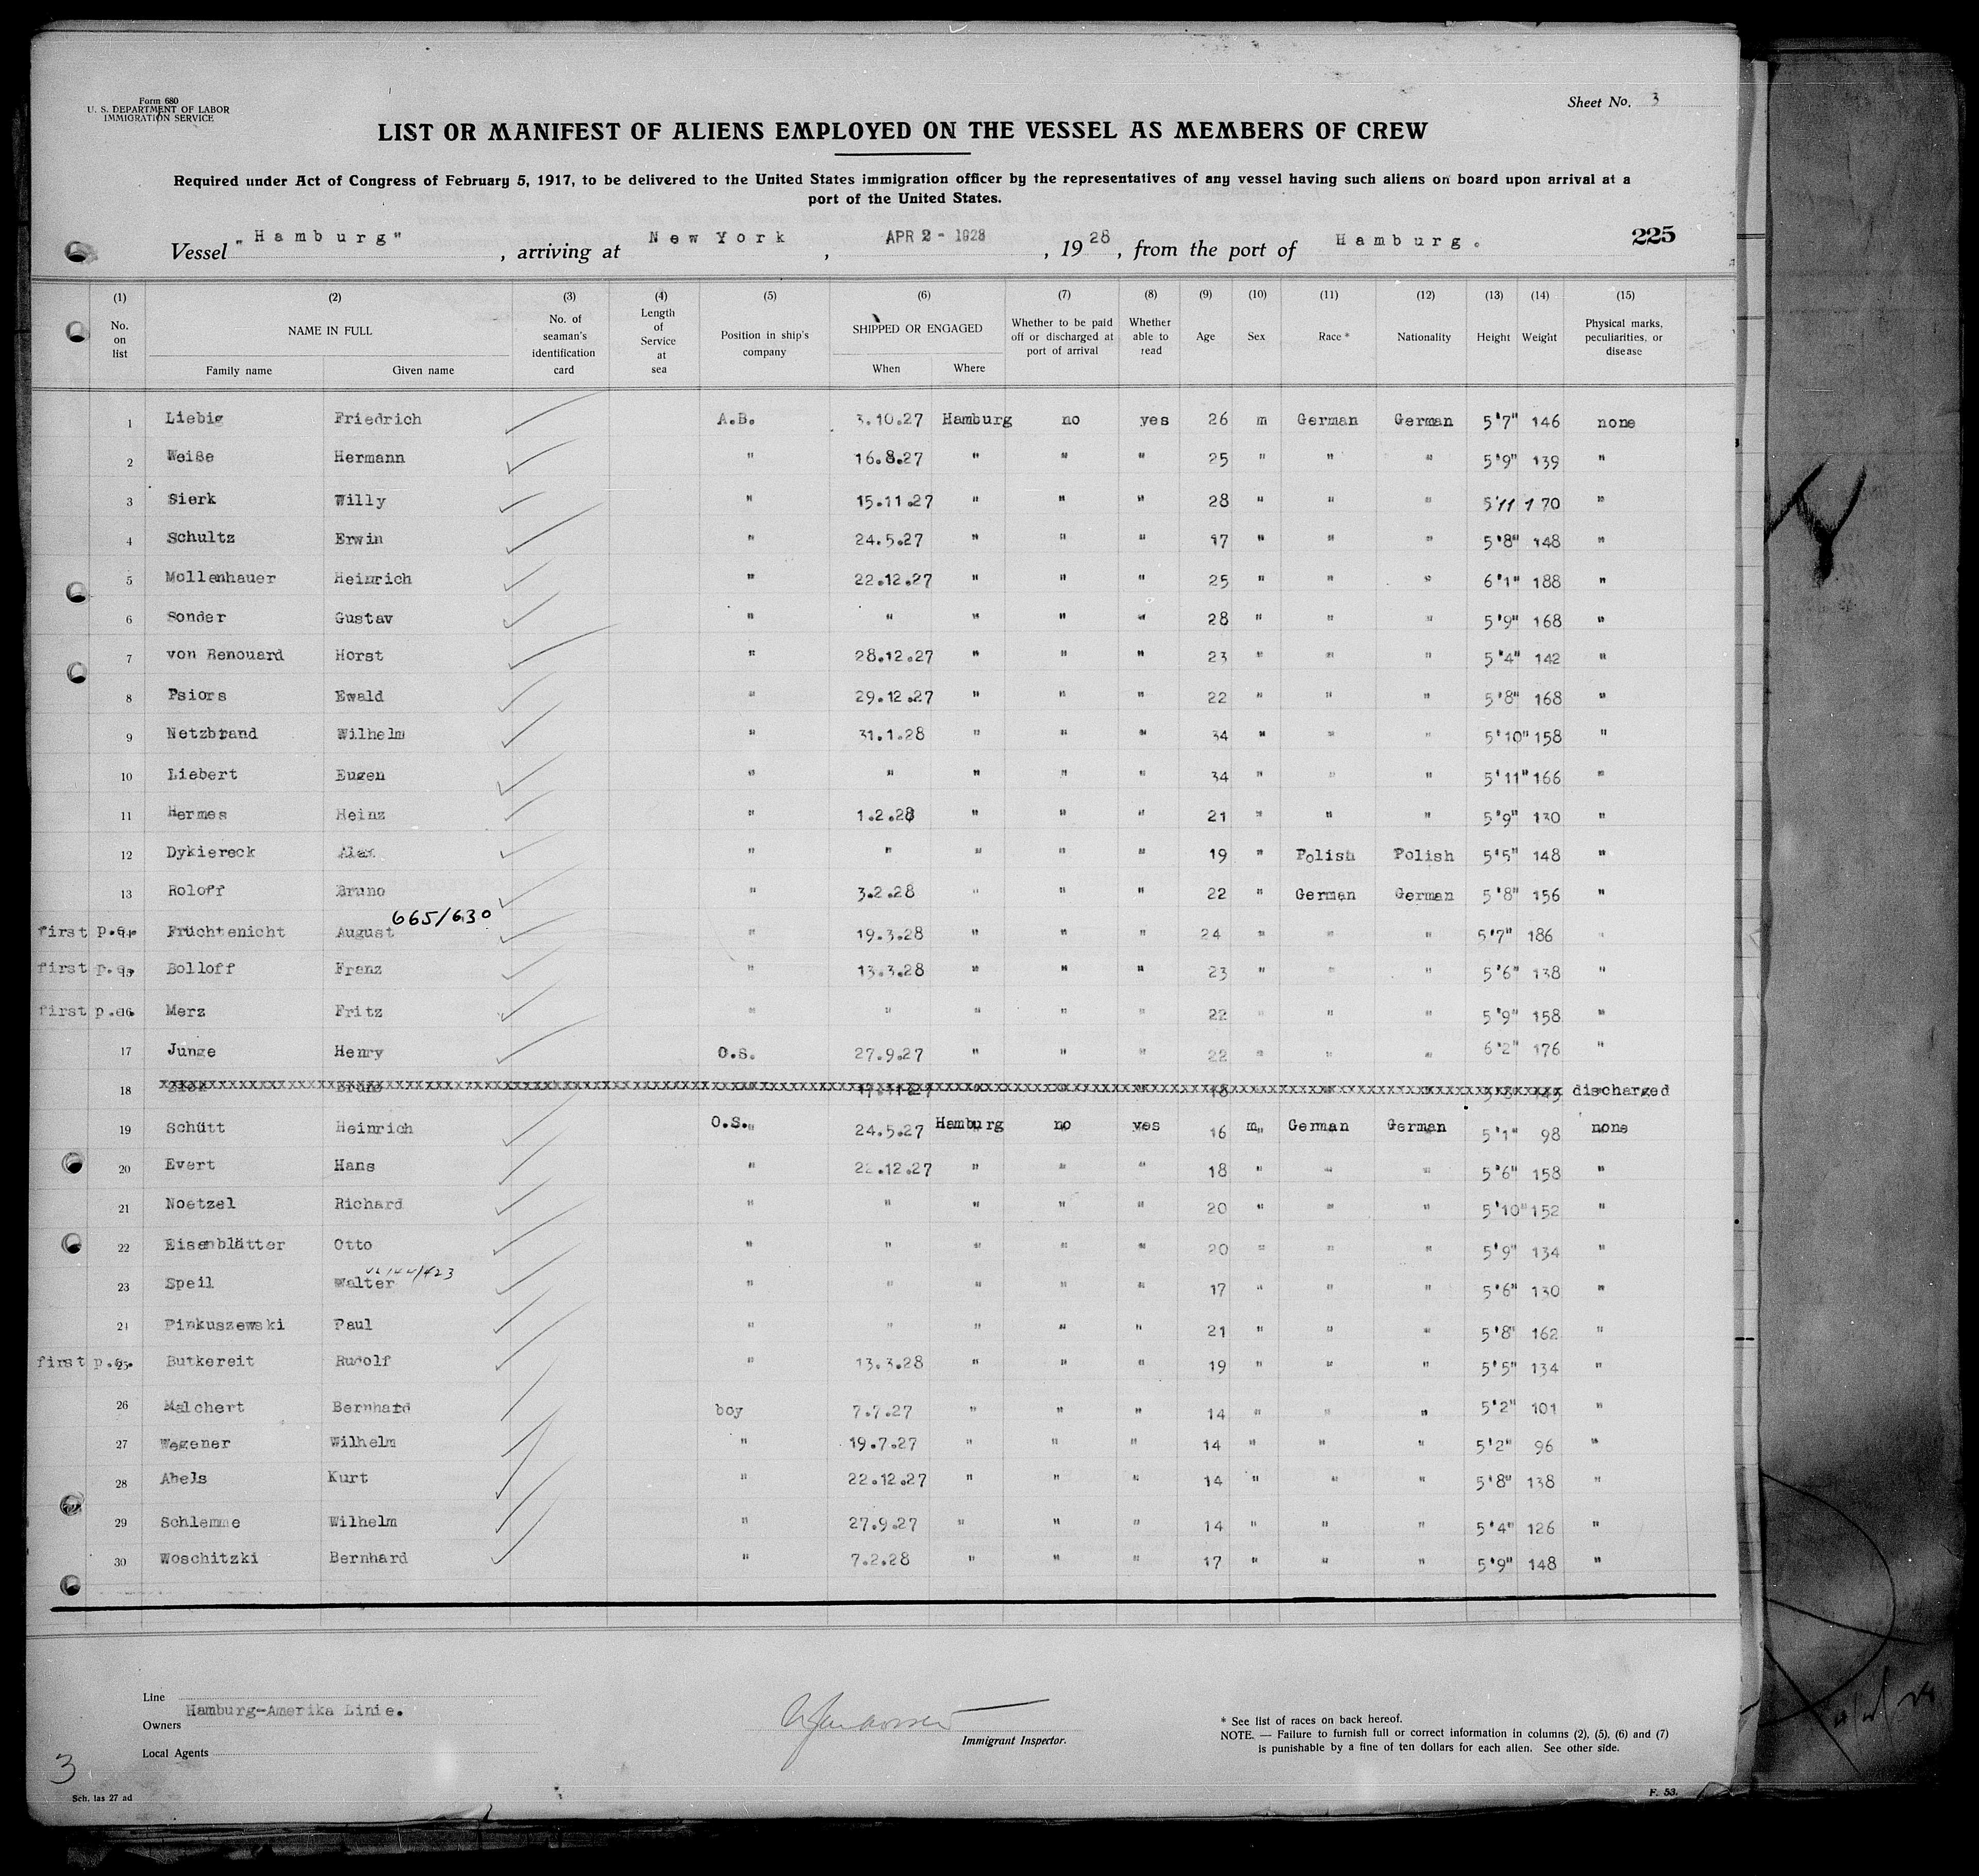 Form 680
U. S. DEPARTMENT OF LABOR
IMMIGRATION SERVICE
Sheet No. 3
LIST OR MANIFEST OF ALIENS EMPLOYED ON THE VESSEL AS MEMBERS OF CREW
Required under Act of Congress of February 5, 1917, to be delivered to the United States immigration officer by the representatives of any vessel having such aliens on board upon arrival at a
port of the United States.
Vessel "Hamburg", arriving at New York, APR 2 - 1928, 1928, from the port of Hamburg. 225
(1) (2) (3) (4) (5) (6) (7) (8) (9) (10) (11) (12) (13) (14) (15)
No. on list NAME IN FULL Family name Given name No. of seaman's identification card Length of Service at sea Position in ship's company SHIPPED OR ENGAGED When Where Whether to be paid off or discharged at port of arrival Whether able to read Age Sex Race* Nationality Height Weight Physical marks, peculiarities, or disease
1 Liebig Friedrich A.B. 3.10.27 Hamburg no yes 26 m German German 5'7" 146 none
2 Weiße Hermann " 16.8.27 " " " 25 " " " 5'9" 139 "
3 Sierk Willy " 15.11.27 " " " 28 " " " 5'11 170 "
4 Schultz Erwin " 24.5.27 " " " 17 " " " 5'8" 148 "
5 Mollenhauer Heinrich " 22.12.27 " " " 25 " " " 6'1" 188 "
6 Sonder Gustav " " " " " 28 " " " 5'9" 168 "
7 von Renouard Horst " 28.12.27 " " " 23 " " " 5'4" 142 "
8 Psiors Ewald " 29.12.27 " " " 22 " " " 5'8" 168 "
9 Netzbrand Wilhelm " 31.1.28 " " " 34 " " " 5'10" 158 "
10 Liebert Eugen " " " " " 34 " " " 5'11" 166 "
11 Hermes Heinz " 1.2.28 " " " 21 " " " 5'9" 130 "
12 Dykiereck Alex " " " " " 19 " Polish Polish 5'5" 148 "
13 Roloff Bruno " 3.2.28 " " " 22 " German German 5'8" 156 "
665/630
first p.o. 14 Früchtenicht August " 19.3.28 " " " 24 " " " 5'7" 186 "
first p.o. 15 Bolloff Franz " 13.3.28 " " " 23 " " " 5'6" 138 "
first p.o. 16 Merz Fritz " " " " " 22 " " " 5'9" 158 "
17 Junge Henry O.S. 27.9.27 " " " 22 " " " 6'2" 176 "
18 Bruno discharged
19 Schütt Heinrich O.S. 24.5.27 Hamburg no yes 16 m German German 5'1" 98 none
20 Evert Hans " 22.12.27 " " " 18 " " " 5'6" 158 "
21 Noetzel Richard " " " " " 20 " " " 5'10" 152 "
22 Eisenblätter Otto " " " " " 20 " " " 5'9" 134 "
23 Speil Walter " " " " " 17 " " " 5'6" 130 "
21 Pinkuszewski Paul " " " " " 21 " " " 5'8" 162 "
first p.o. 25 Butkereit Rudolf " 13.3.28 " " " 19 " " " 5'5" 134 "
26 Malchert Bernhard boy 7.7.27 " " " 14 " " " 5'2" 101 "
27 Wegener Wilhelm " 19.7.27 " " " 14 " " " 5'2" 96 "
28 Abels Kurt " 22.12.27 " " " 14 " " " 5'8" 138 "
29 Schlemme Wilhelm " 27.9.27 " " " 14 " " " 5'4" 126 "
30 Woschitzki Bernhard " 7.2.28 " " " 17 " " " 5'9" 148 "
Line
Hamburg-Amerika Linie.
Owners
Local Agents
Immigrant Inspector.
* See list of races on back hereof.
NOTE. — Failure to furnish full or correct information in columns (2), (5), (6) and (7)
is punishable by a fine of ten dollars for each alien. See other side.
3
Sch. las 27 ad
F. 53.